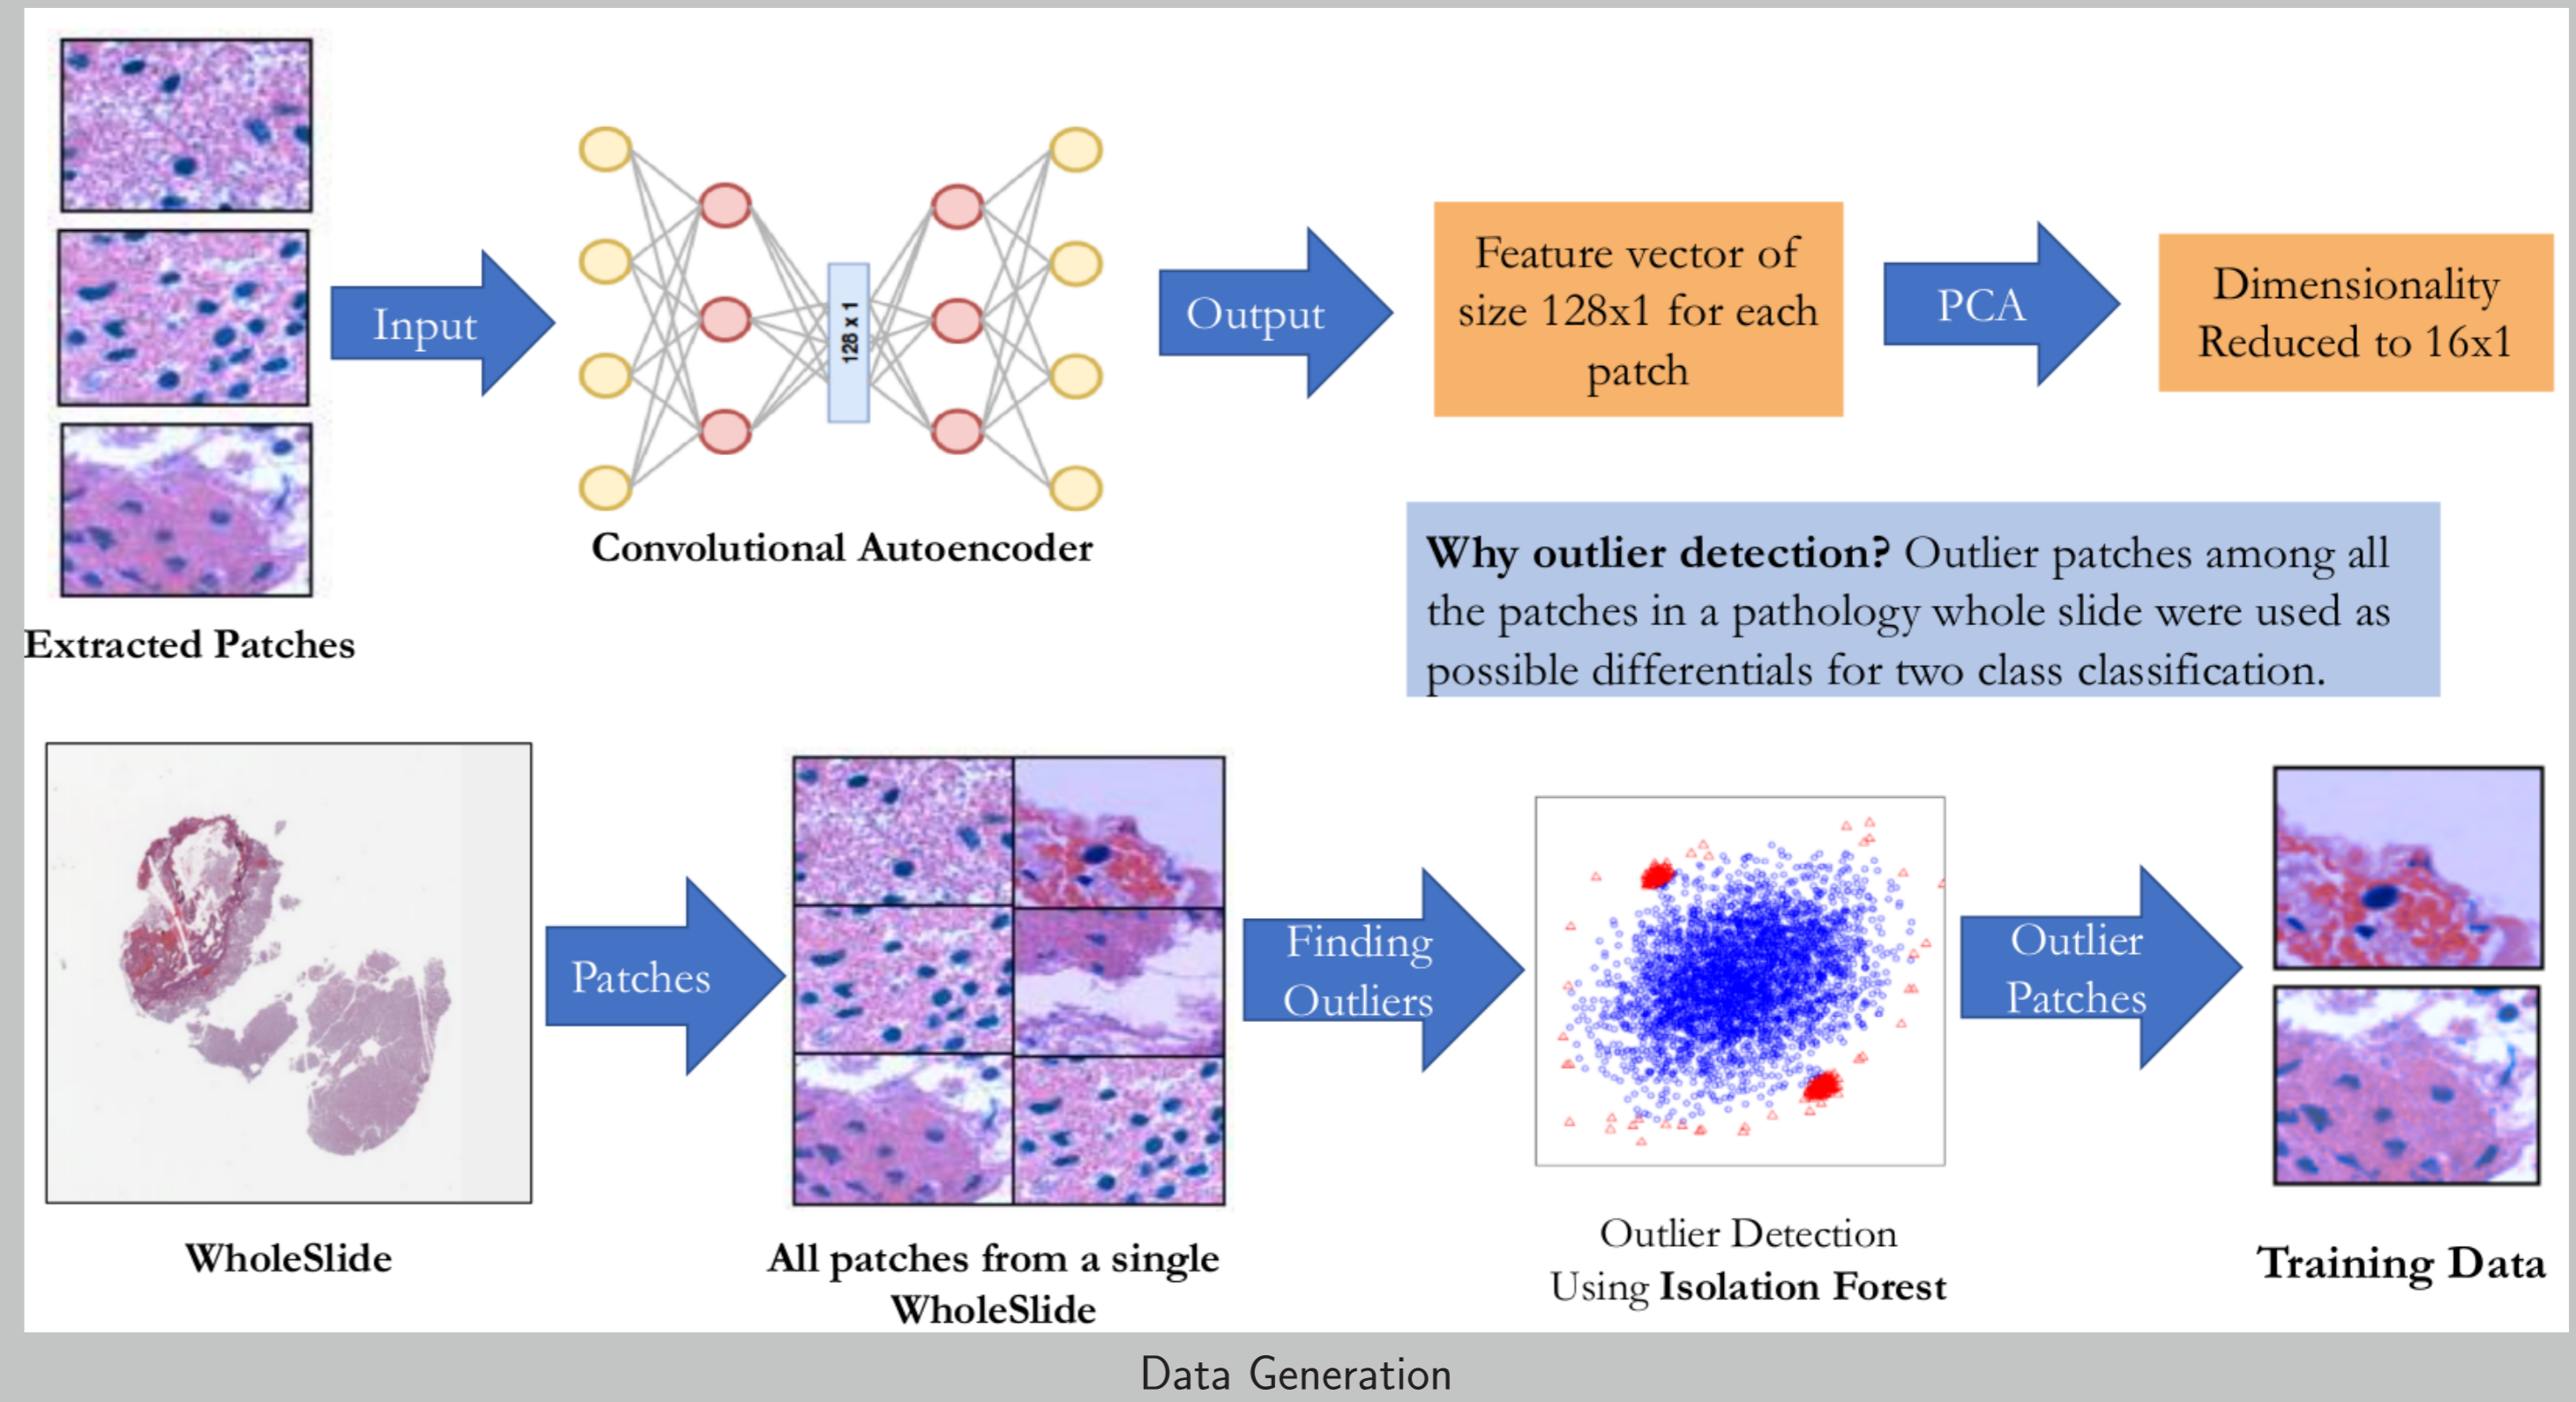 Input
128 x 1
Output
Feature vector of
size 128x1 for each
patch
PCA
Dimensionality
Reduced to 16x1
Convolutional Autoencoder
Extracted Patches
Why outlier detection? Outlier patches among all
the patches in a pathology whole slide were used as
possible differentials for two class classification.
Patches
Finding
Outliers
Outlier
Patches
WholeSlide
All patches from a single
WholeSlide
Outlier Detection
Using Isolation Forest
Training Data
Data Generation